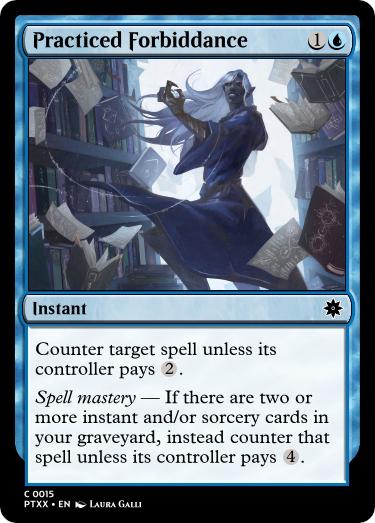 Practiced Forbiddance 1
Instant
Counter target spell unless its
controller pays 2.
Spell mastery — If there are two or
more instant and/or sorcery cards in
your graveyard, instead counter that
spell unless its controller pays 4.
C 0015
PTXX • EN Laura Galli